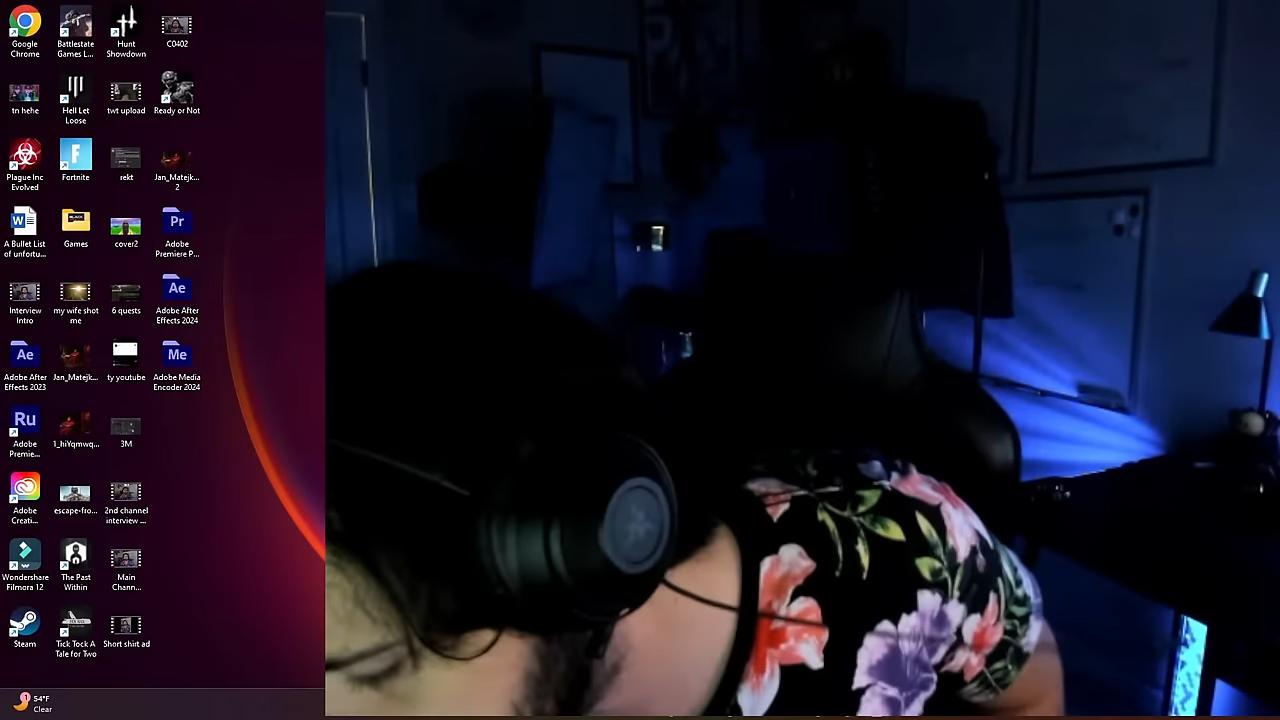 Google
Chrome
Battlestate
Games L...
Hunt
Showdown
C0402
tn hehe
Hell Let
Loose
twt upload
Ready or Not
Plague Inc
Evolved
Fortnite
rekt
Jan_Matejk...
2
A Bullet List
of unfortu...
Games
cover2
Adobe
Premiere P...
Interview
Intro
my wife shot
me
6 quests
Adobe After
Effects 2024
Adobe After
Effects 2023
Jan_Matejk...
ty youtube
Adobe Media
Encoder 2024
Adobe
Premie...
1_hiYqmwq...
3M
Adobe
Creati...
escape-fro...
2nd channel
interview ...
Wondershare
Filmora 12
The Past
Within
Main
Chann...
Steam
Tick Tock A
Tale for Two
Short shirt ad
54°F
Clear